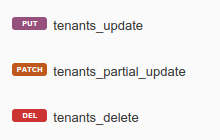 PUT tenants_update
PATCH tenants_partial_update
DEL tenants_delete